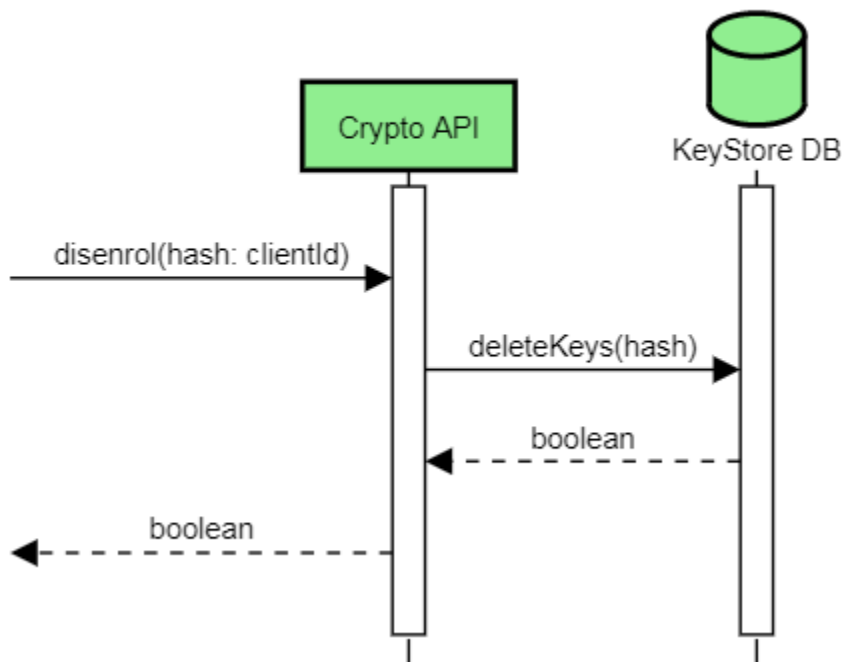 Crypto API
KeyStore DB
disenrol(hash: clientId)
deleteKeys(hash)
boolean
boolean